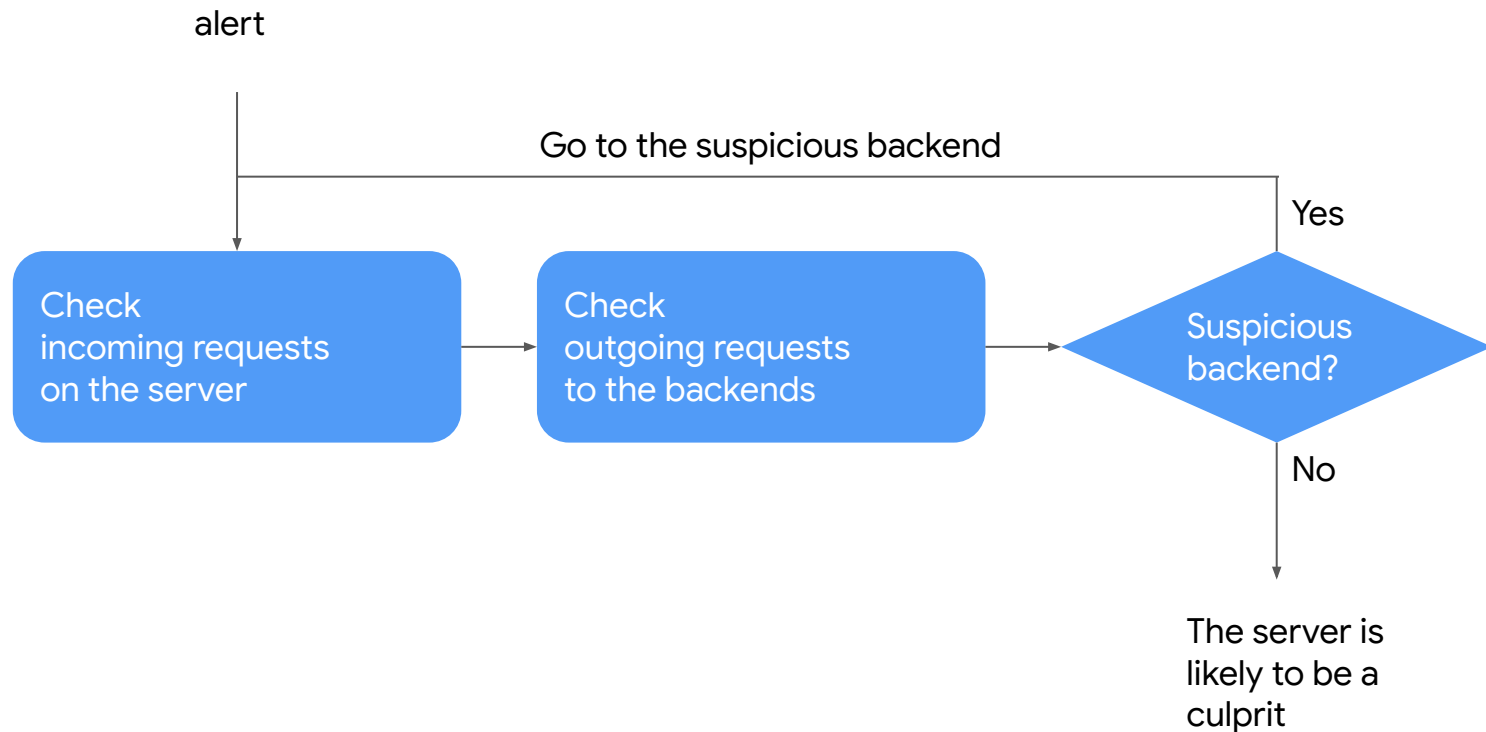 alert
Go to the suspicious backend
Yes
Check
incoming requests
on the server
Check
outgoing requests
to the backends
Suspicious
backend?
No
The server is
likely to be a
culprit